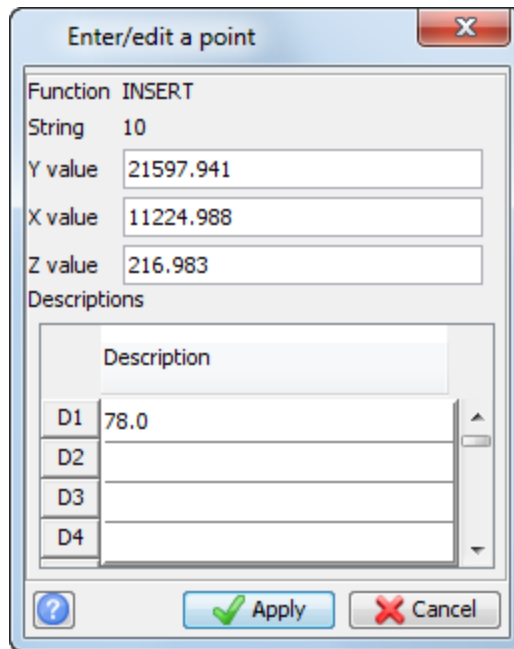 Enter/edit a point
Function INSERT
String 10
Y value 21597.941
X value 11224.988
Z value 216.983
Descriptions
Description
D1 78.0
D2
D3
D4
Apply Cancel